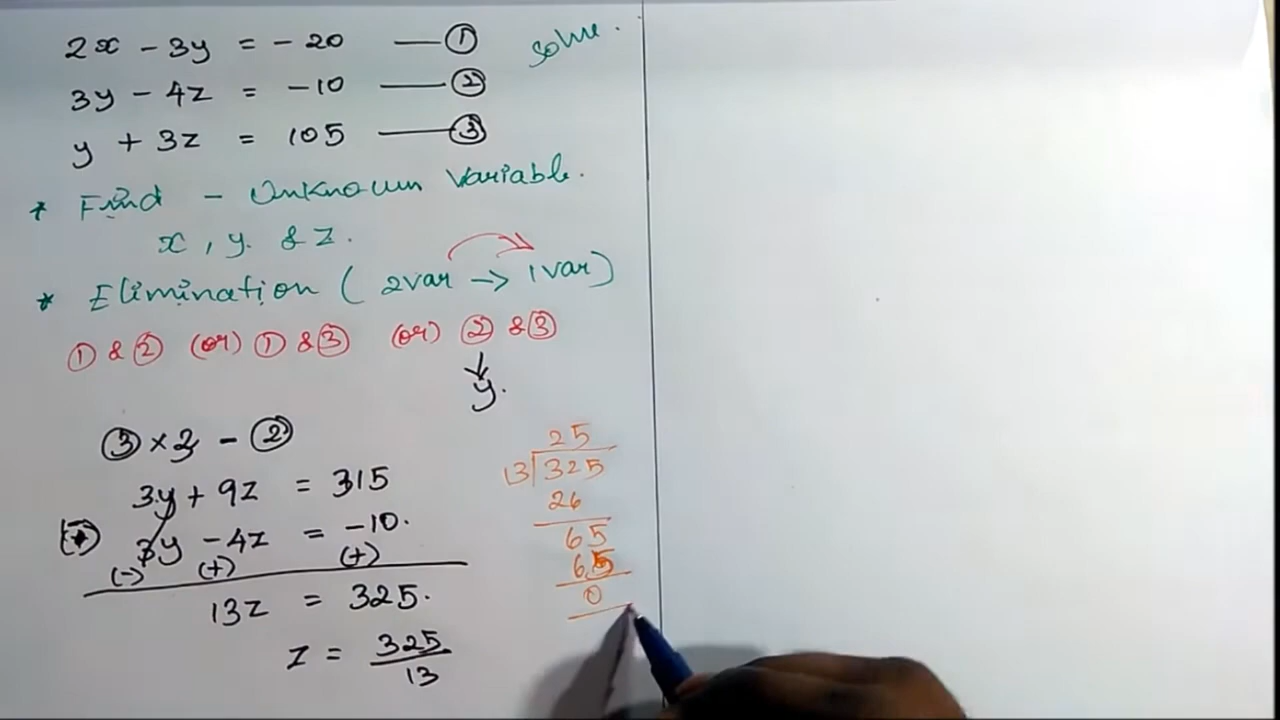 2x - 3y = -20 — ① solve.
3y - 4z = -10 — ②
y + 3z = 105 — ③
* Find - Unknown Variable.
x, y & z.
* Elimination (2var -> 1var)
① & ② (or) ① & ③ (or) ② & ③
↓
y.
③ × 3 - ②
3y + 9z = 315
(-) 3y - 4z = -10.
(-) (+) (+)
13z = 325.
z = 325/13
25
13)325
26
65
65
0